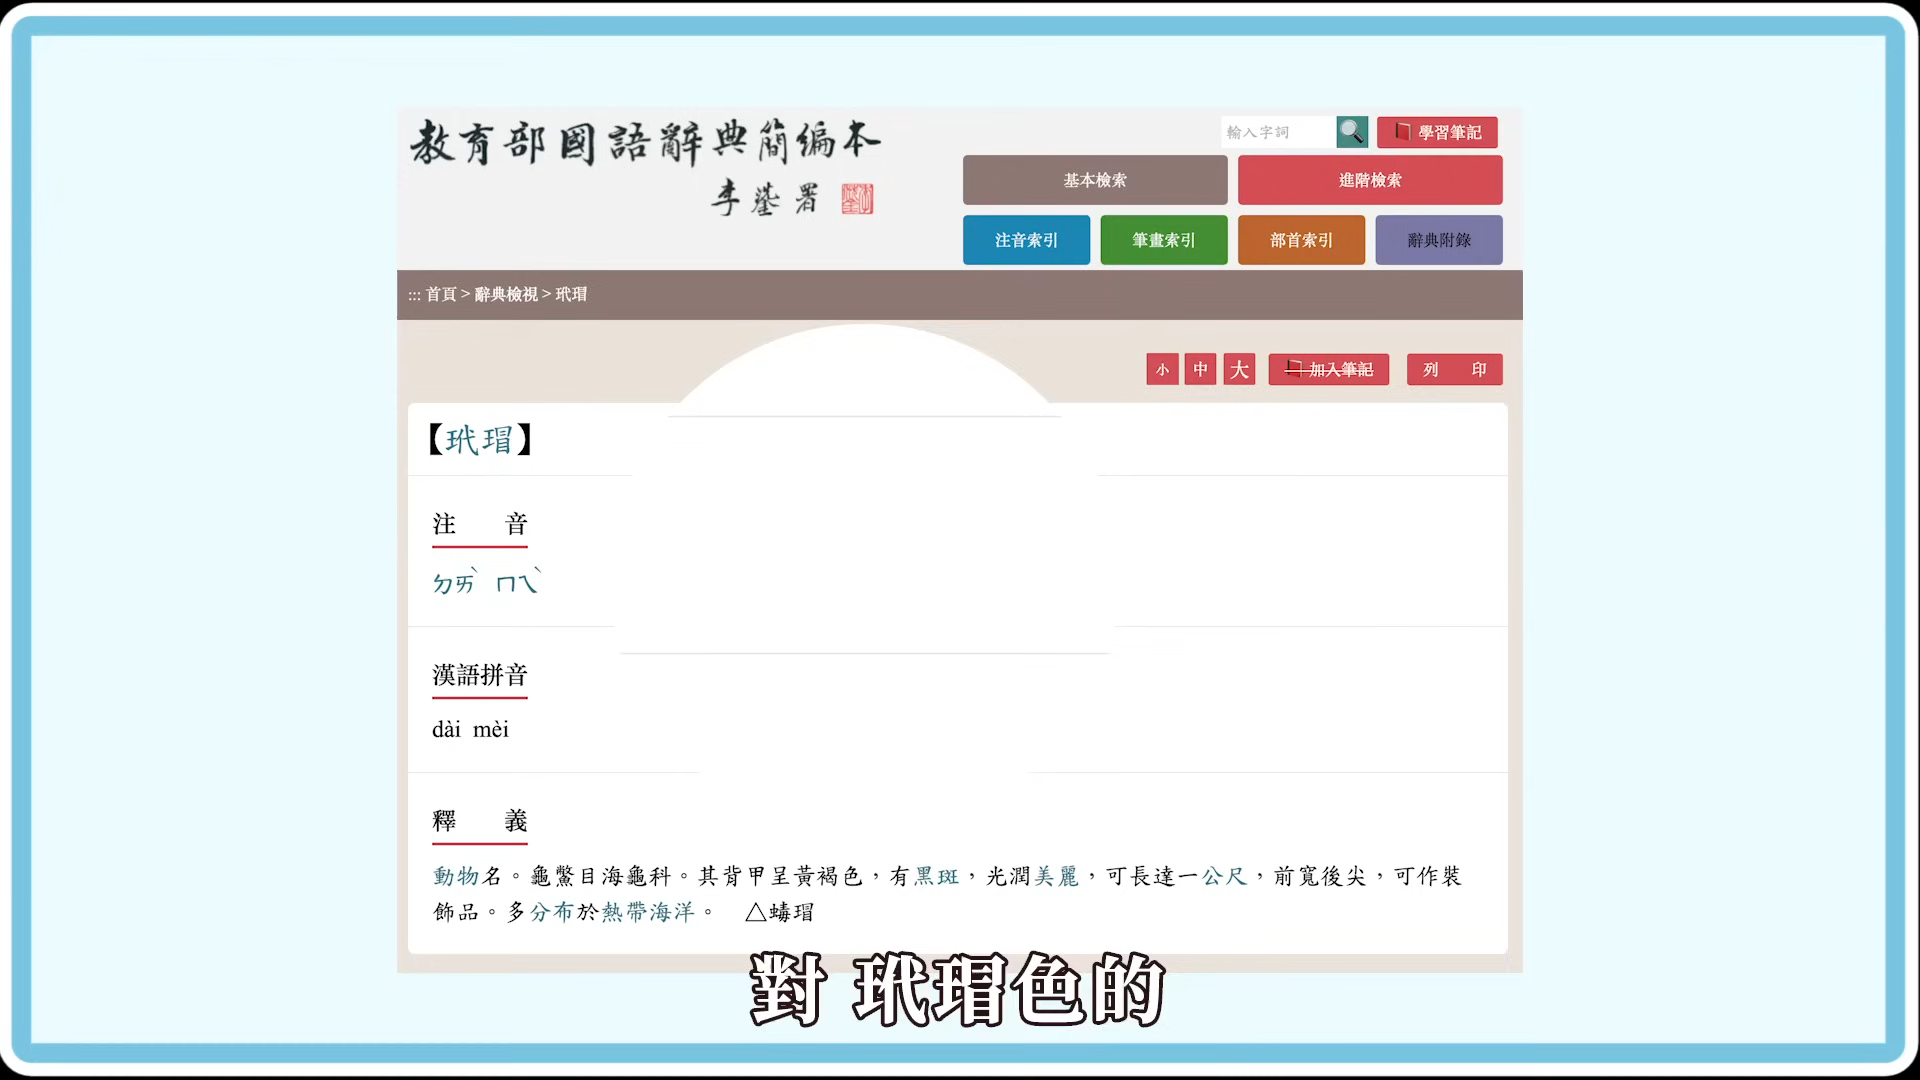 教育部國語辭典簡編本
李鍌署
輸入字詞
學習筆記
基本檢索
進階檢索
注音索引
筆畫索引
部首索引
辭典附錄
::: 首頁 > 辭典檢視 > 玳瑁
小
中
大
加入筆記
列 印
【玳瑁】
注 音
ㄉㄞˋ ㄇㄟˋ
漢語拼音
dài mèi
釋 義
動物名。龜鱉目海龜科。其背甲呈黃褐色，有黑斑，光潤美麗，可長達一公尺，前寬後尖，可作裝
飾品。多分布於熱帶海洋。 △蟳瑁
對 玳瑁色的